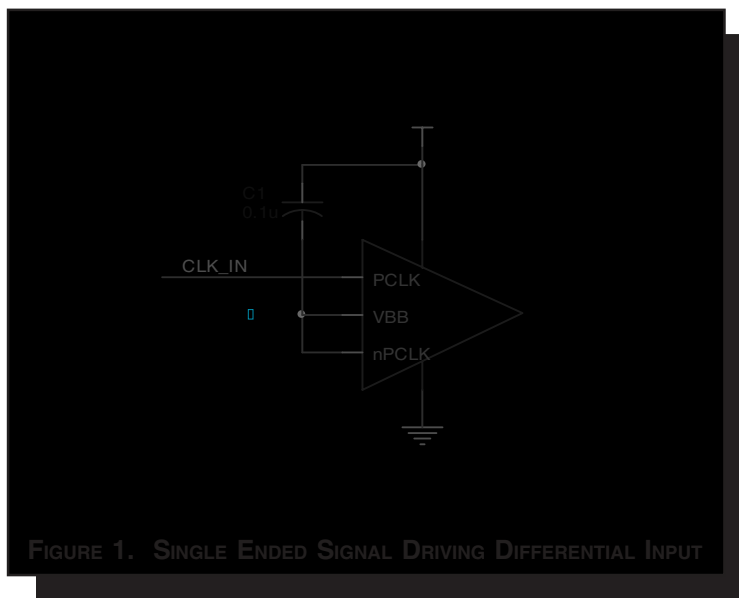 C1
0.1u
CLK_IN
PCLK
VBB
nPCLK
FIGURE 1. SINGLE ENDED SIGNAL DRIVING DIFFERENTIAL INPUT